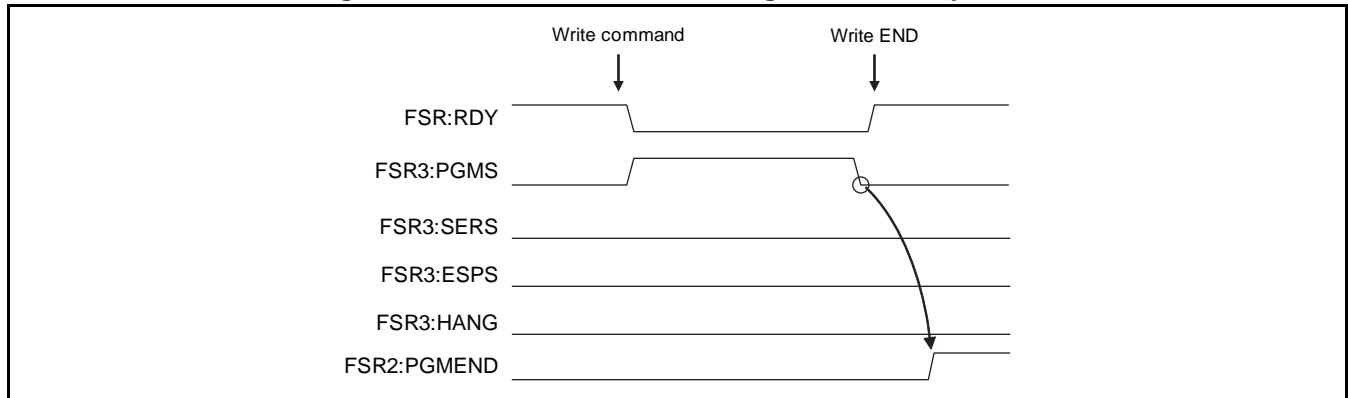 Write command Write END
FSR:RDY
FSR3:PGMS
FSR3:SERS
FSR3:ESPS
FSR3:HANG
FSR2:PGMEND